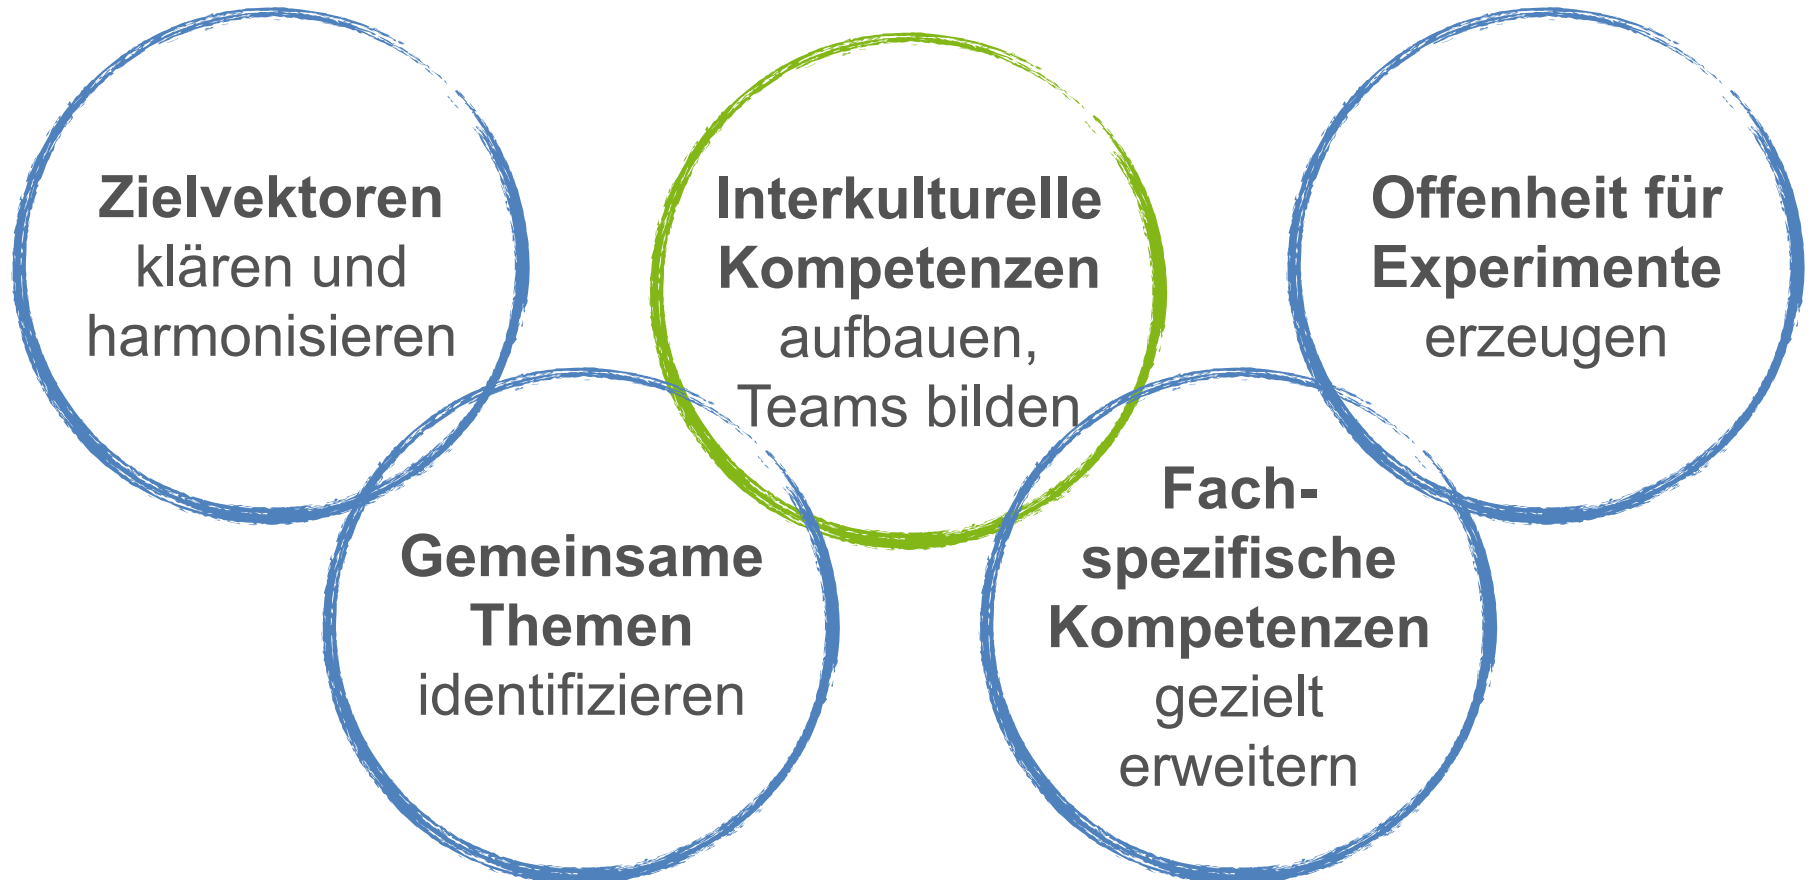 Zielvektoren
klären und
harmonisieren
Gemeinsame
Themen
identifizieren
Interkulturelle
Kompetenzen
aufbauen,
Teams bilden
Fach-
spezifische
Kompetenzen
gezielt
erweitern
Offenheit für
Experimente
erzeugen